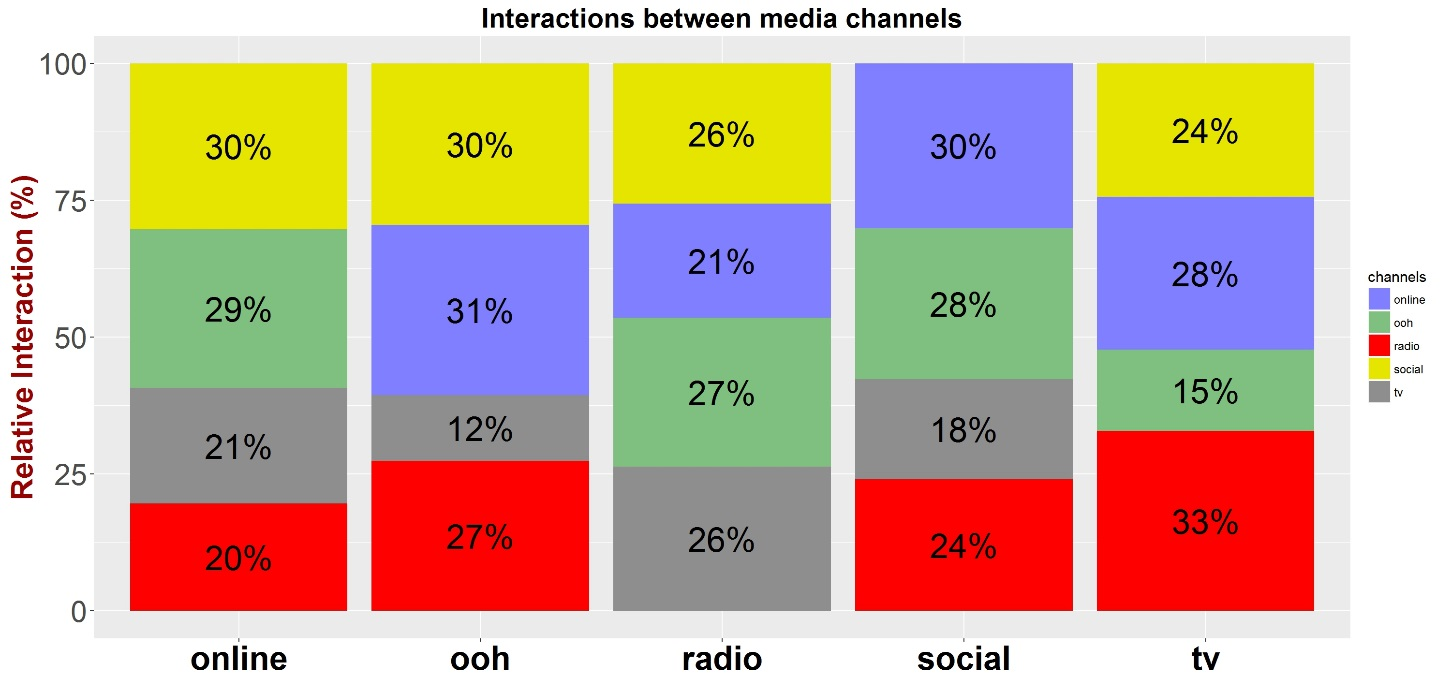 Interactions between media channels
Relative Interaction (%)
100
75
50
25
0
30%
29%
21%
20%
30%
31%
12%
27%
26%
21%
27%
26%
30%
28%
18%
24%
24%
28%
15%
33%
online
ooh
radio
social
tv
channels
online
ooh
radio
social
tv